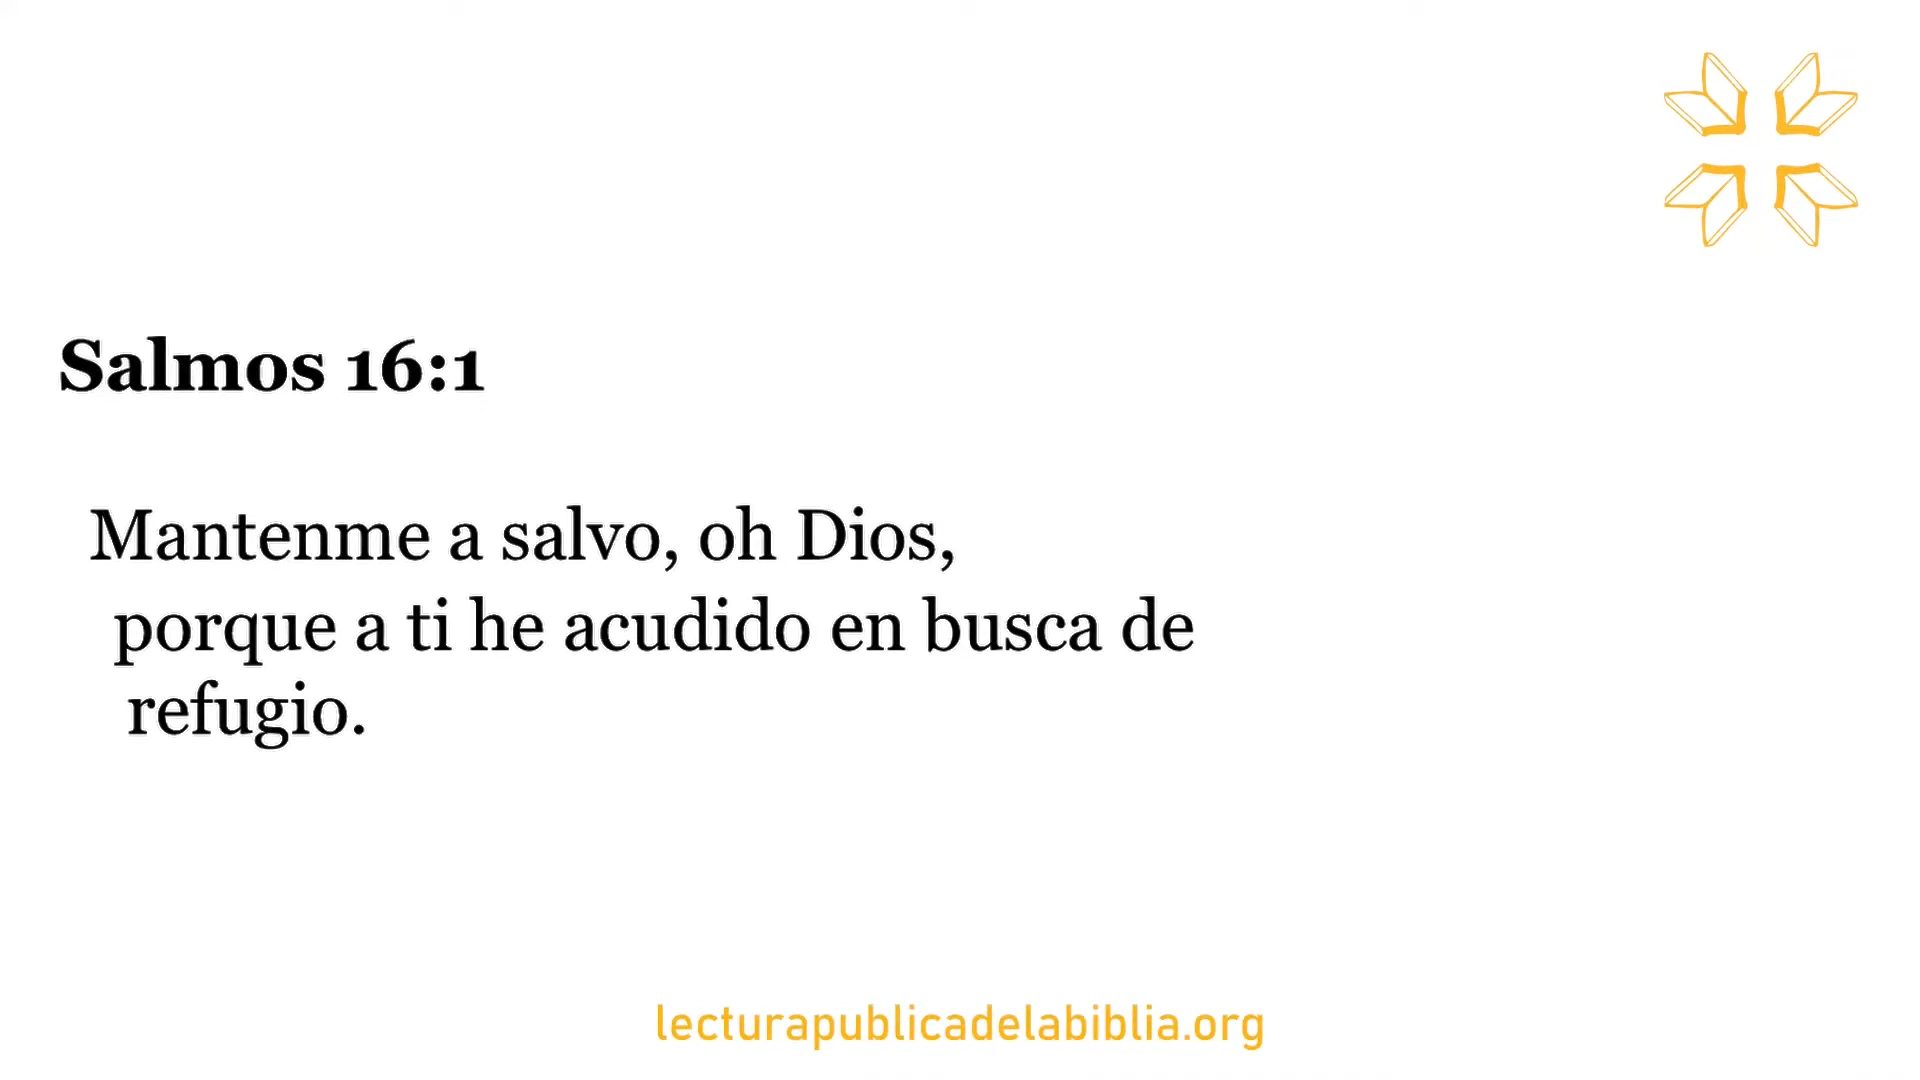 Salmos 16:1
Mantenme a salvo, oh Dios,
porque a ti he acudido en busca de
refugio.
lecturapublicadelabiblia.org